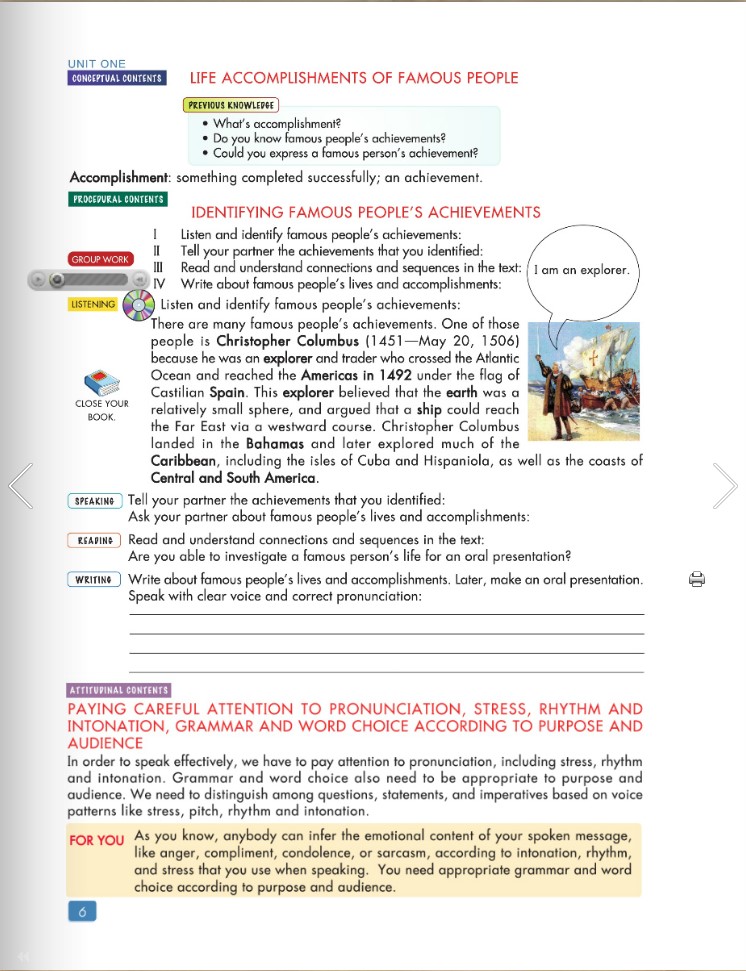 UNIT ONE
CONCEPTUAL CONTENTS
LIFE ACCOMPLISHMENTS OF FAMOUS PEOPLE
PREVIOUS KNOWLEDGE
• What's accomplishment?
• Do you know famous people's achievements?
• Could you express a famous person's achievement?
Accomplishment: something completed successfully; an achievement.
PROCEDURAL CONTENTS
IDENTIFYING FAMOUS PEOPLE'S ACHIEVEMENTS
I Listen and identify famous people's achievements:
II Tell your partner the achievements that you identified:
GROUP WORK
III Read and understand connections and sequences in the text:
IV Write about famous people's lives and accomplishments:
I am an explorer.
LISTENING
Listen and identify famous people's achievements:
There are many famous people's achievements. One of those
people is Christopher Columbus (1451—May 20, 1506)
because he was an explorer and trader who crossed the Atlantic
Ocean and reached the Americas in 1492 under the flag of
Castilian Spain. This explorer believed that the earth was a
relatively small sphere, and argued that a ship could reach
the Far East via a westward course. Christopher Columbus
landed in the Bahamas and later explored much of the
Caribbean, including the isles of Cuba and Hispaniola, as well as the coasts of
Central and South America.
CLOSE YOUR
BOOK.
SPEAKING
Tell your partner the achievements that you identified:
Ask your partner about famous people's lives and accomplishments:
READING
Read and understand connections and sequences in the text:
Are you able to investigate a famous person's life for an oral presentation?
WRITING
Write about famous people's lives and accomplishments. Later, make an oral presentation.
Speak with clear voice and correct pronunciation:
ATTITUDINAL CONTENTS
PAYING CAREFUL ATTENTION TO PRONUNCIATION, STRESS, RHYTHM AND
INTONATION, GRAMMAR AND WORD CHOICE ACCORDING TO PURPOSE AND
AUDIENCE
In order to speak effectively, we have to pay attention to pronunciation, including stress, rhythm
and intonation. Grammar and word choice also need to be appropriate to purpose and
audience. We need to distinguish among questions, statements, and imperatives based on voice
patterns like stress, pitch, rhythm and intonation.
FOR YOU
As you know, anybody can infer the emotional content of your spoken message,
like anger, compliment, condolence, or sarcasm, according to intonation, rhythm,
and stress that you use when speaking. You need appropriate grammar and word
choice according to purpose and audience.
6